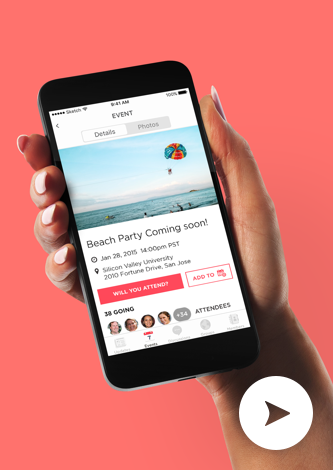 Sketch
9:41 AM
100%
EVENT
Details
Photos
Beach Party Coming soon!
Jan 28, 2015 14:00pm PST
Silicon Valley University
2010 Fortune Drive, San Jose
WILL YOU ATTEND?
ADD TO
38 GOING
+34
ATTENDEES
7
Events